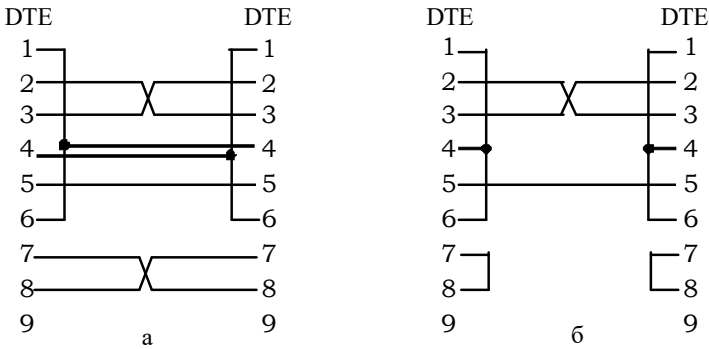 DTE DTE DTE DTE
1 1 1 1
2 2 2 2
3 3 3 3
4 4 4 4
5 5 5 5
6 6 6 6
7 7 7 7
8 8 8 8
9 9 9 9
а б